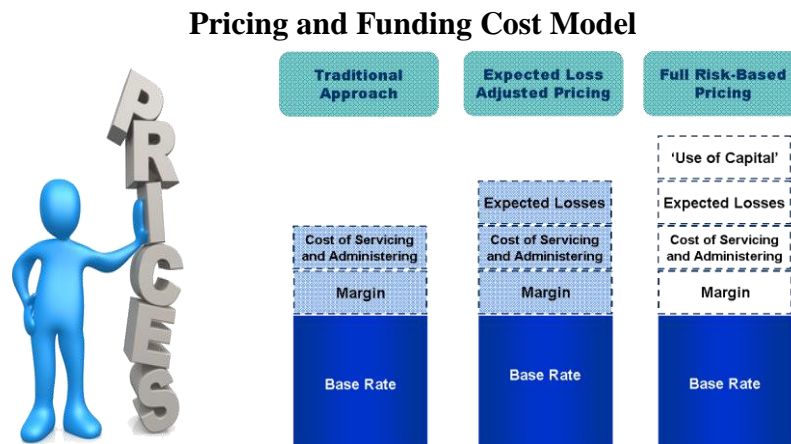 Pricing and Funding Cost Model
PRICES
Traditional
Approach
Expected Loss
Adjusted Pricing
Full Risk-Based
Pricing
'Use of Capital'
Expected Losses
Expected Losses
Cost of Servicing
and Administering
Cost of Servicing
and Administering
Cost of Servicing
and Administering
Margin
Margin
Margin
Base Rate
Base Rate
Base Rate